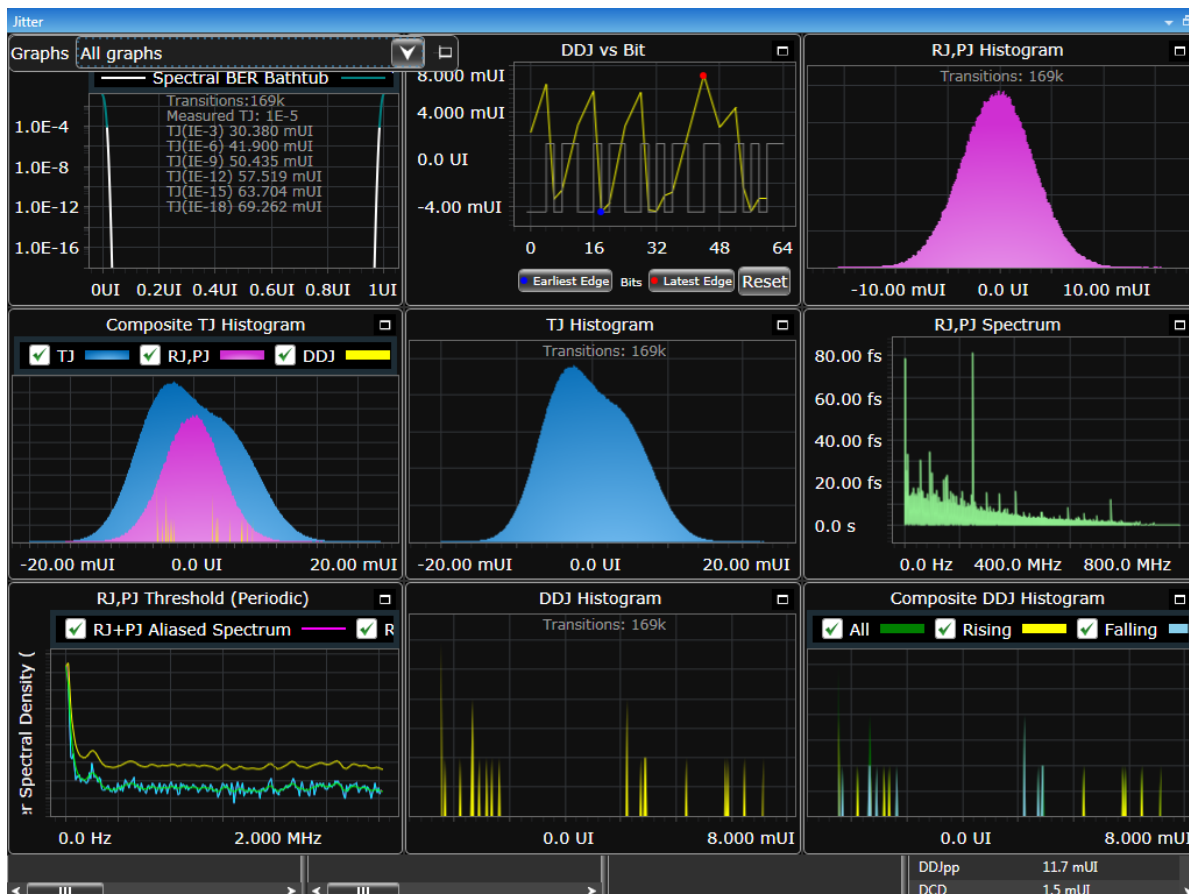 Jitter
Graphs All graphs
Spectral BER Bathtub
Transitions:169k
Measured TJ: 1E-5
TJ(IE-3) 30.380 mUI
TJ(IE-6) 41.900 mUI
TJ(IE-9) 50.435 mUI
TJ(IE-12) 57.519 mUI
TJ(IE-15) 63.704 mUI
TJ(IE-18) 69.262 mUI
1.0E-4
1.0E-8
1.0E-12
1.0E-16
0UI 0.2UI 0.4UI 0.6UI 0.8UI 1UI
DDJ vs Bit
8.000 mUI
4.000 mUI
0.0 UI
-4.00 mUI
0 16 32 48 64
Earliest Edge Bits Latest Edge Reset
RJ,PJ Histogram
Transitions: 169k
-10.00 mUI 0.0 UI 10.00 mUI
Composite TJ Histogram
TJ RJ,PJ DDJ
-20.00 mUI 0.0 UI 20.00 mUI
TJ Histogram
Transitions: 169k
-20.00 mUI 0.0 UI 20.00 mUI
RJ,PJ Spectrum
80.00 fs
60.00 fs
40.00 fs
20.00 fs
0.0 s
0.0 Hz 400.0 MHz 800.0 MHz
RJ,PJ Threshold (Periodic)
RJ+PJ Aliased Spectrum R
er Spectral Density (
0.0 Hz 2.000 MHz
DDJ Histogram
Transitions: 169k
0.0 UI 8.000 mUI
Composite DDJ Histogram
All Rising Falling
0.0 UI 8.000 mUI
DDJpp 11.7 mUI
DCD 1.5 mUI